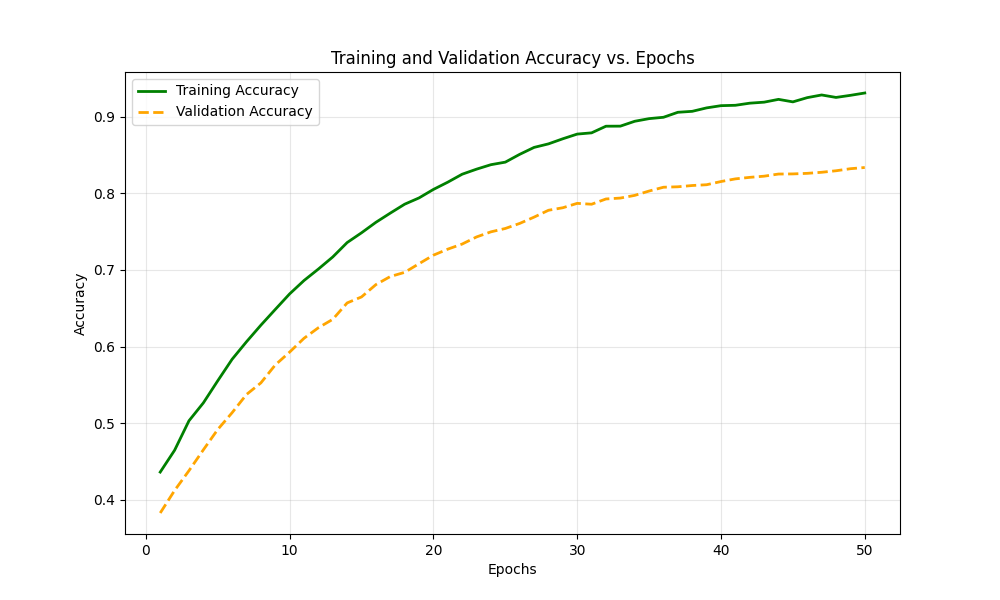 Training and Validation Accuracy vs. Epochs
Training Accuracy
Validation Accuracy
Accuracy
0.9
0.8
0.7
0.6
0.5
0.4
0
10
20
30
40
50
Epochs